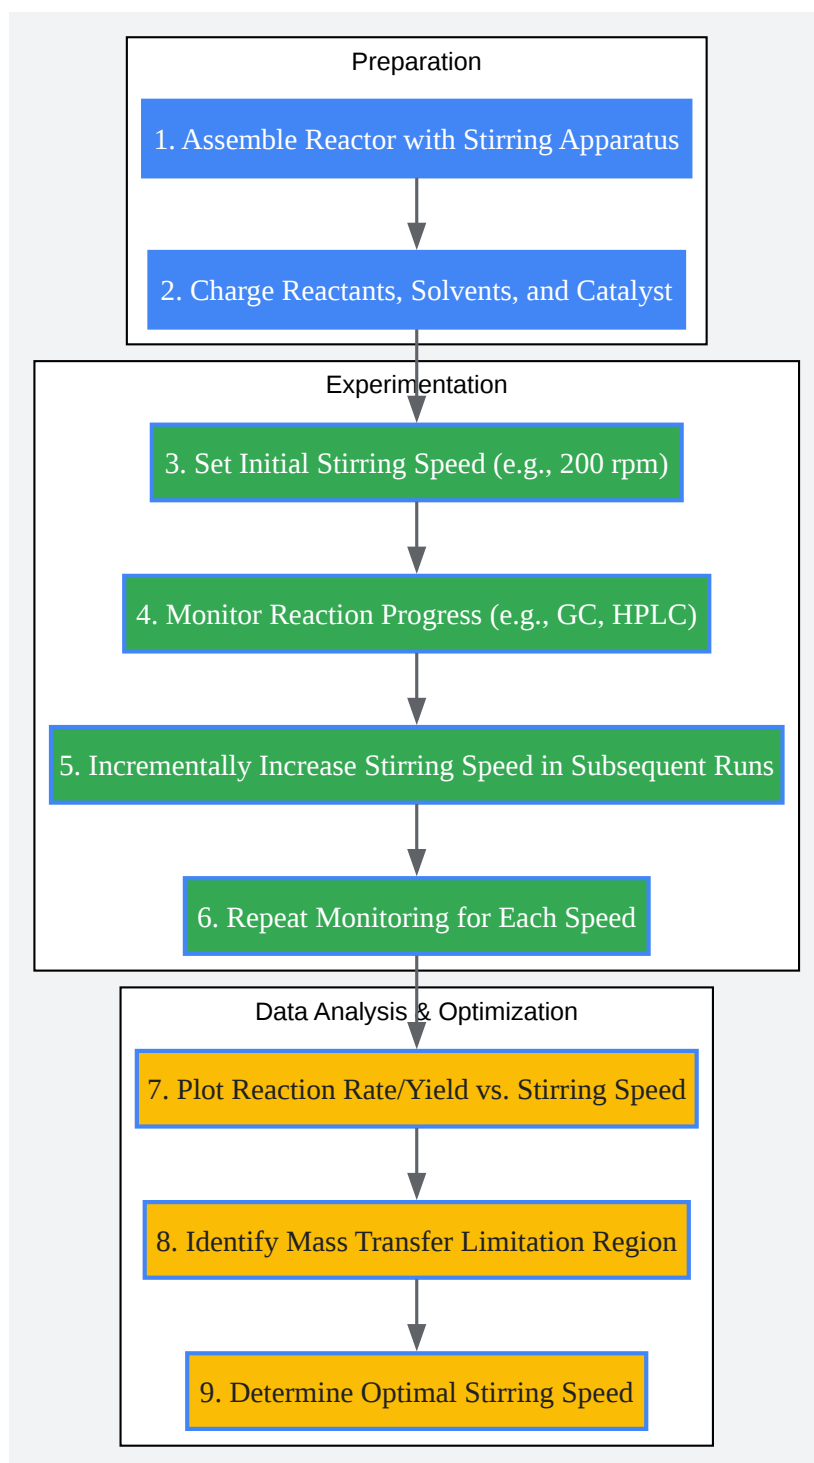 Preparation
1. Assemble Reactor with Stirring Apparatus
2. Charge Reactants, Solvents, and Catalyst
Experimentation
3. Set Initial Stirring Speed (e.g., 200 rpm)
4. Monitor Reaction Progress (e.g., GC, HPLC)
5. Incrementally Increase Stirring Speed in Subsequent Runs
6. Repeat Monitoring for Each Speed
Data Analysis & Optimization
7. Plot Reaction Rate/Yield vs. Stirring Speed
8. Identify Mass Transfer Limitation Region
9. Determine Optimal Stirring Speed